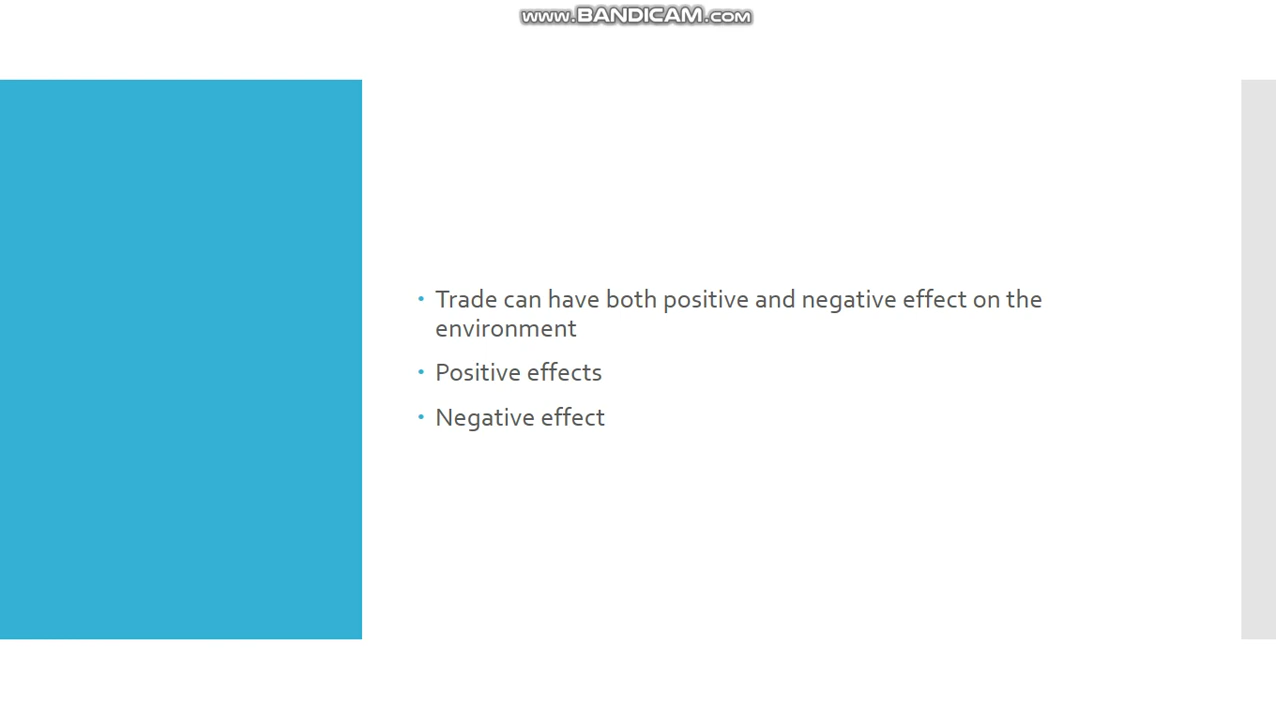 www.BANDICAM.com
• Trade can have both positive and negative effect on the
environment
• Positive effects
• Negative effect